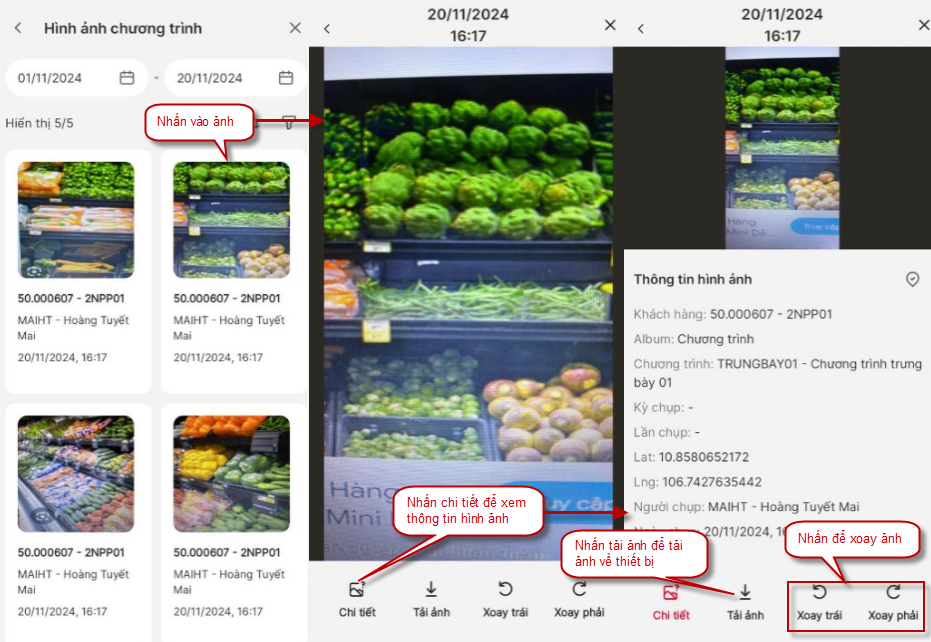 Hình ảnh chương trình
01/11/2024 - 20/11/2024
Hiển thị 5/5
Nhấn vào ảnh
50.000607 - 2NPP01
MAIHT - Hoàng Tuyết
Mai
20/11/2024, 16:17
50.000607 - 2NPP01
MAIHT - Hoàng Tuyết
Mai
20/11/2024, 16:17
50.000607 - 2NPP01
MAIHT - Hoàng Tuyết
Mai
20/11/2024, 16:17
50.000607 - 2NPP01
MAIHT - Hoàng Tuyết
Mai
20/11/2024, 16:17
20/11/2024
16:17
Hàng
Mini
Truy cập
Nhấn chi tiết để xem
thông tin hình ảnh
Chi tiết
Tải ảnh
Xoay trái
Xoay phải
20/11/2024
16:17
Hàng
Mini Dễ...
Truy cập
Thông tin hình ảnh
Khách hàng: 50.000607 - 2NPP01
Album: Chương trình
Chương trình: TRUNGBAY01 - Chương trình trưng
bày 01
Kỳ chụp: -
Lần chụp: -
Lat: 10.8580652172
Lng: 106.7427635442
Người chụp: MAIHT - Hoàng Tuyết Mai
20/11/2024, 16
Nhấn tải ảnh để tải
ảnh về thiết bị
Nhấn để xoay ảnh
Chi tiết
Tải ảnh
Xoay trái
Xoay phải